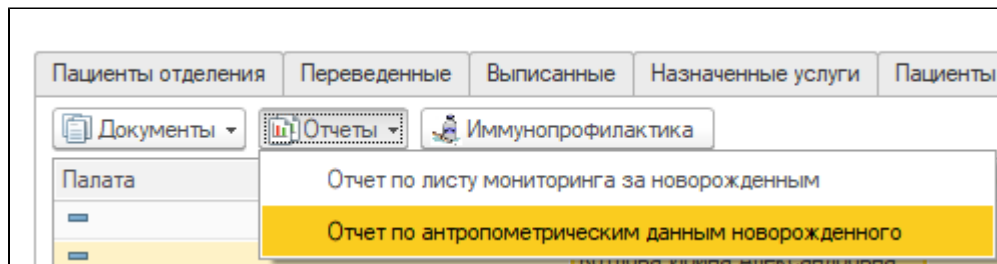 Пациенты отделения Переведенные Выписанные Назначенные услуги Пациенты
Документы Отчеты Иммунопрофилактика
Палата
Отчет по листу мониторинга за новорожденным
Отчет по антропометрическим данным новорожденного